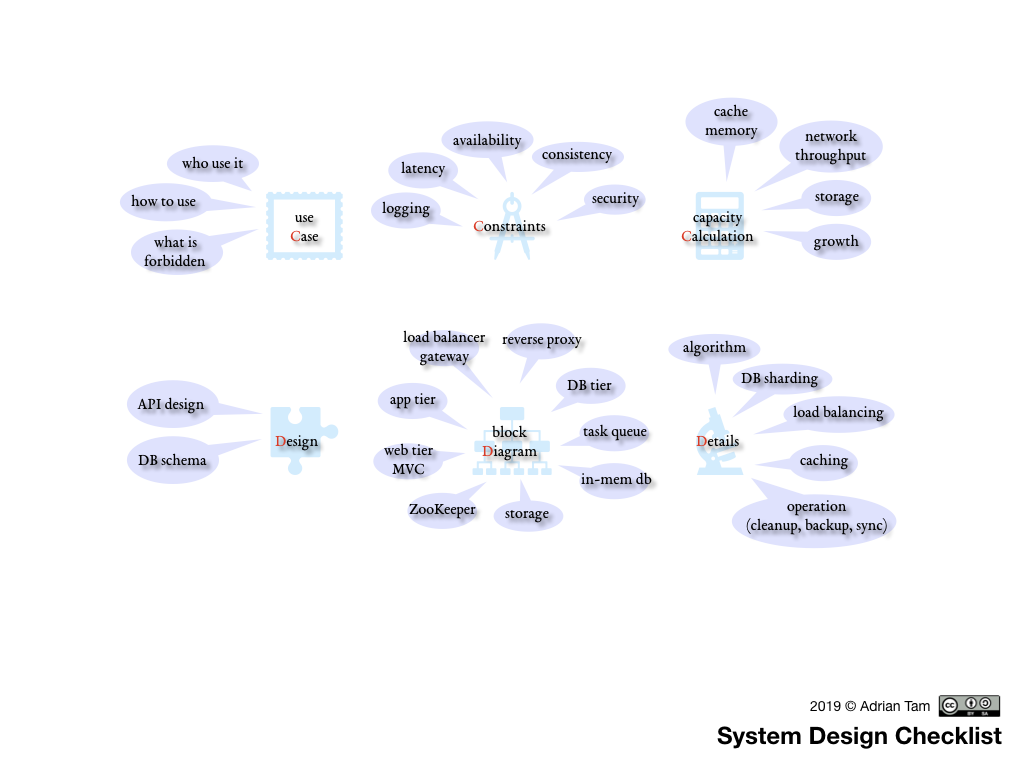 who use it
how to use
what is
forbidden
use
Case
availability
latency
consistency
logging
security
Constraints
cache
memory
network
throughput
storage
growth
capacity
Calculation
API design
DB schema
Design
load balancer
gateway
reverse proxy
app tier
DB tier
web tier
MVC
task queue
in-mem db
ZooKeeper
storage
block
Diagram
algorithm
DB sharding
load balancing
caching
operation
(cleanup, backup, sync)
Details
2019 © Adrian Tam
cc
BY SA
System Design Checklist